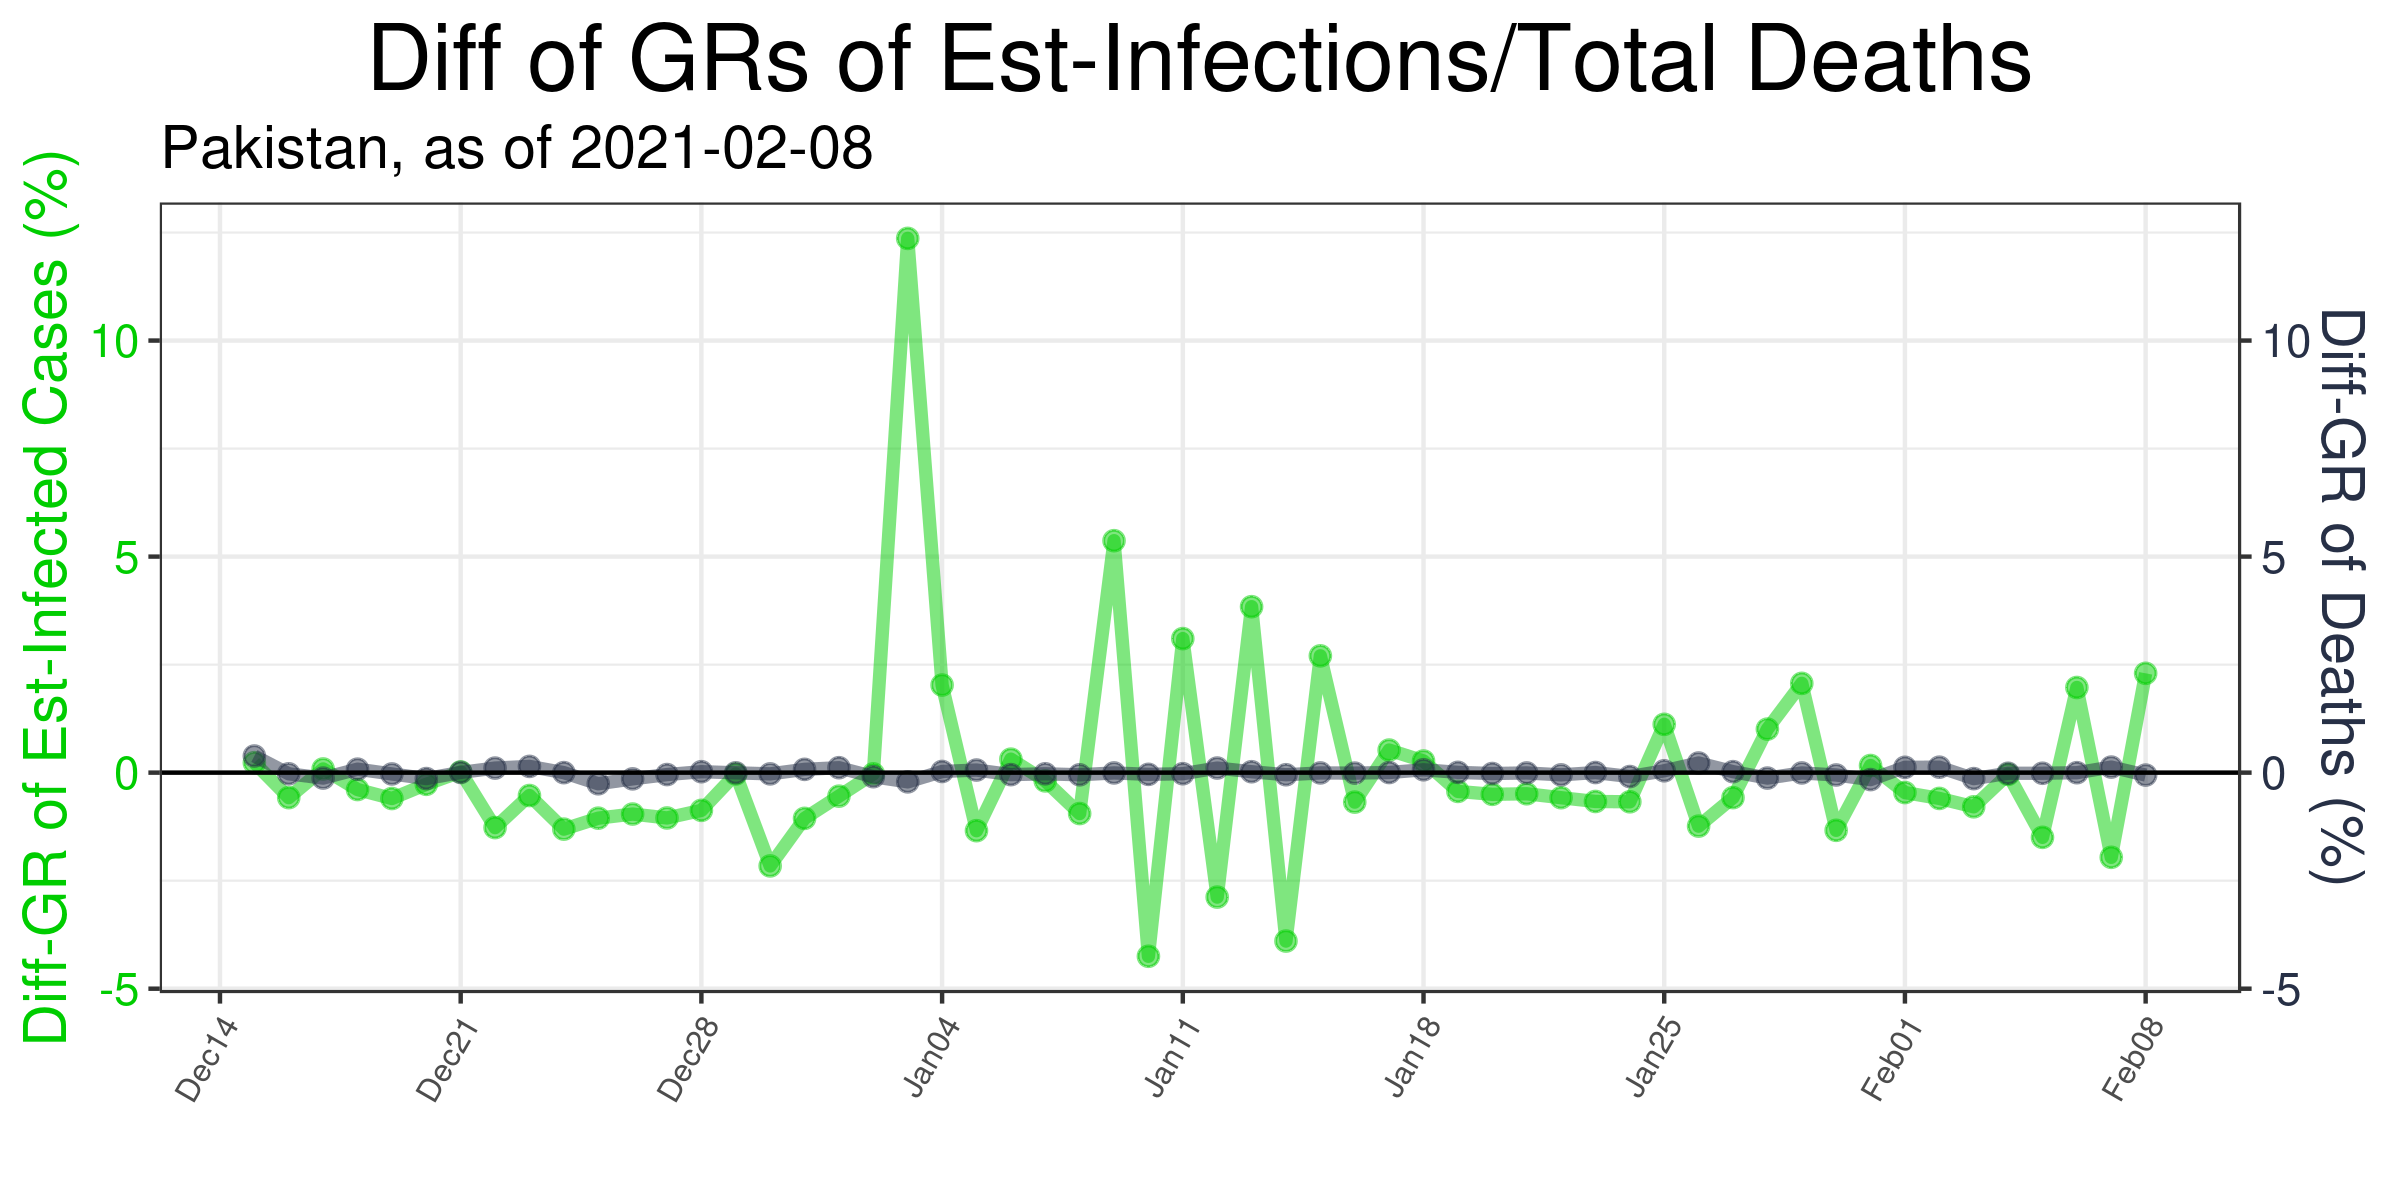 Diff of GRs of Est-Infections/Total Deaths
Pakistan, as of 2021-02-08
Diff-GR of Est-Infected Cases (%)
10
5
0
-5
10
5
0
-5
Diff-GR of Deaths (%)
Dec14
Dec21
Dec28
Jan04
Jan11
Jan18
Jan25
Feb01
Feb08